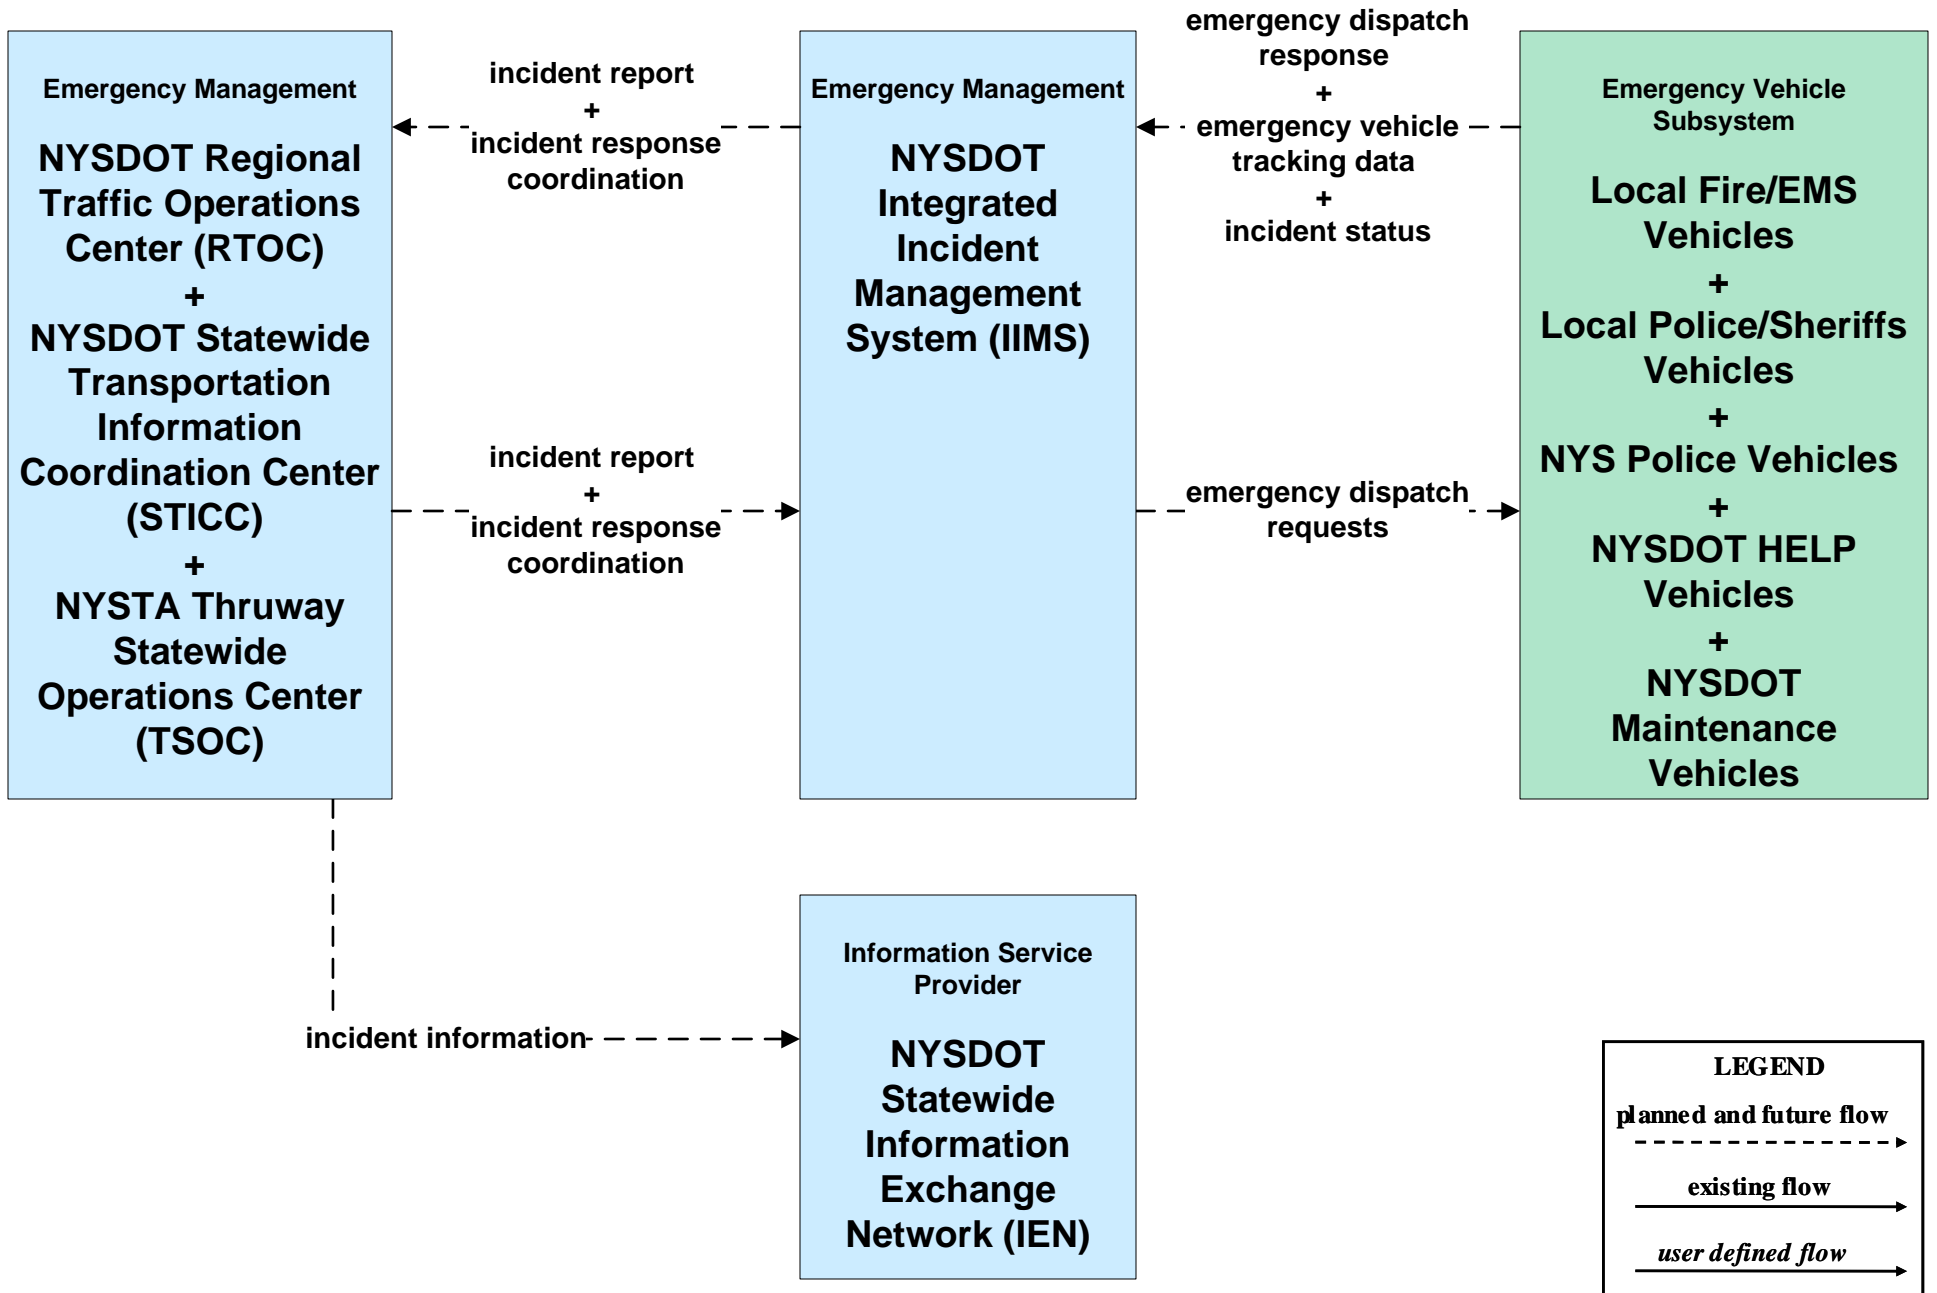 Emergency Management
NYSDOT Regional
Traffic Operations
Center (RTOC)
+
NYSDOT Statewide
Transportation
Information
Coordination Center
(STICC)
+
NYSTA Thruway
Statewide
Operations Center
(TSOC)
incident report
+
incident response
coordination
incident report
+
incident response
coordination
Emergency Management
NYSDOT
Integrated
Incident
Management
System (IIMS)
emergency dispatch
response
+
emergency vehicle
tracking data
+
incident status
emergency dispatch
requests
Emergency Vehicle
Subsystem
Local Fire/EMS
Vehicles
+
Local Police/Sheriffs
Vehicles
+
NYS Police Vehicles
+
NYSDOT HELP
Vehicles
+
NYSDOT
Maintenance
Vehicles
incident information
Information Service
Provider
NYSDOT
Statewide
Information
Exchange
Network (IEN)
LEGEND
planned and future flow
existing flow
user defined flow